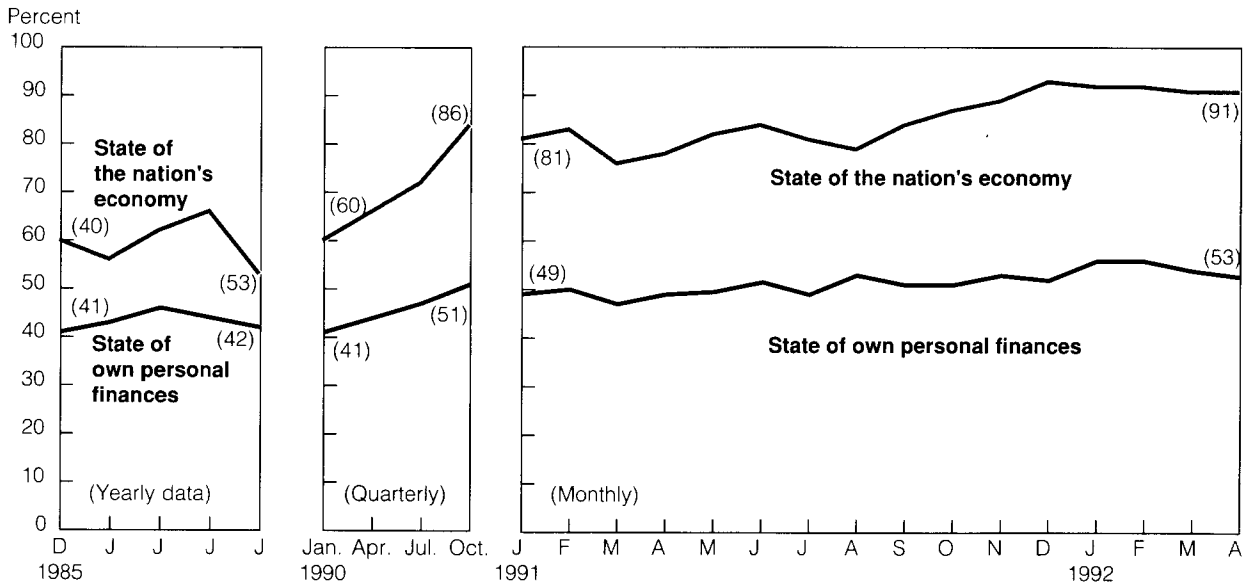 Percent
100
90
80
70
60
50
40
30
20
10
0
State of
the nation's
economy
(40)
(53)
(41)
(42)
State of
own personal
finances
(Yearly data)
D J J J J
1985
(86)
(60)
(51)
(41)
(Quarterly)
Jan. Apr. Jul. Oct.
1990
(81)
(91)
State of the nation's economy
(49)
(53)
State of own personal finances
(Monthly)
J F M A M J J A S O N D J F M A
1991 1992